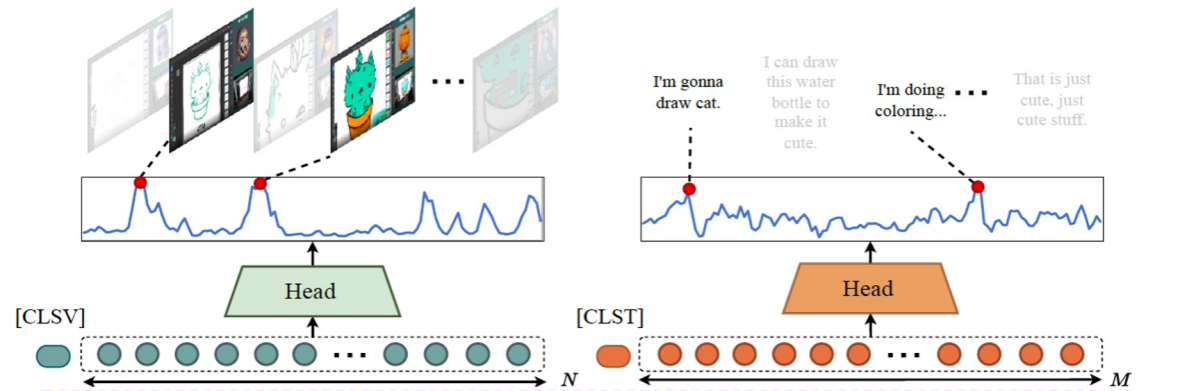 I'm gonna
draw cat.
I can draw
this water
bottle to
make it
cute.
I'm doing
coloring...
...
That is just
cute, just
cute stuff.
Head
Head
[CLSV]
[CLST]
...
N
...
M